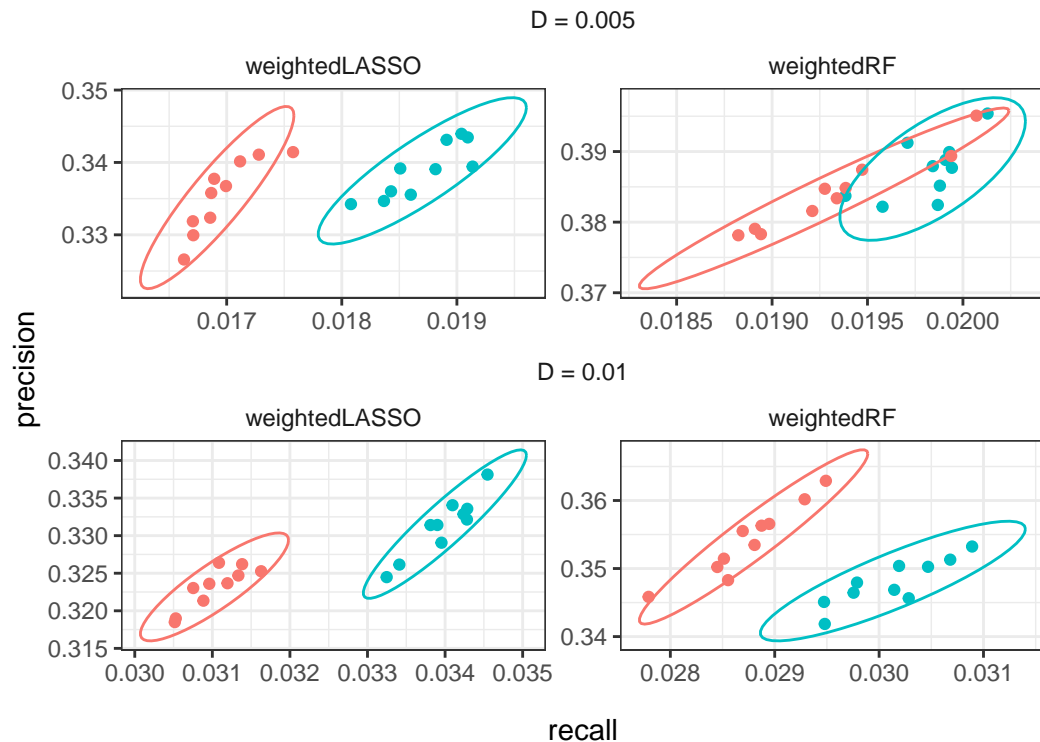 D = 0.005
weightedLASSO
weightedRF
0.35
0.34
0.33
0.39
0.38
0.37
0.017 0.018 0.019
0.0185 0.0190 0.0195 0.0200
precision
D = 0.01
weightedLASSO
weightedRF
0.340
0.335
0.330
0.325
0.320
0.315
0.36
0.35
0.34
0.030 0.031 0.032 0.033 0.034 0.035
0.028 0.029 0.030 0.031
recall